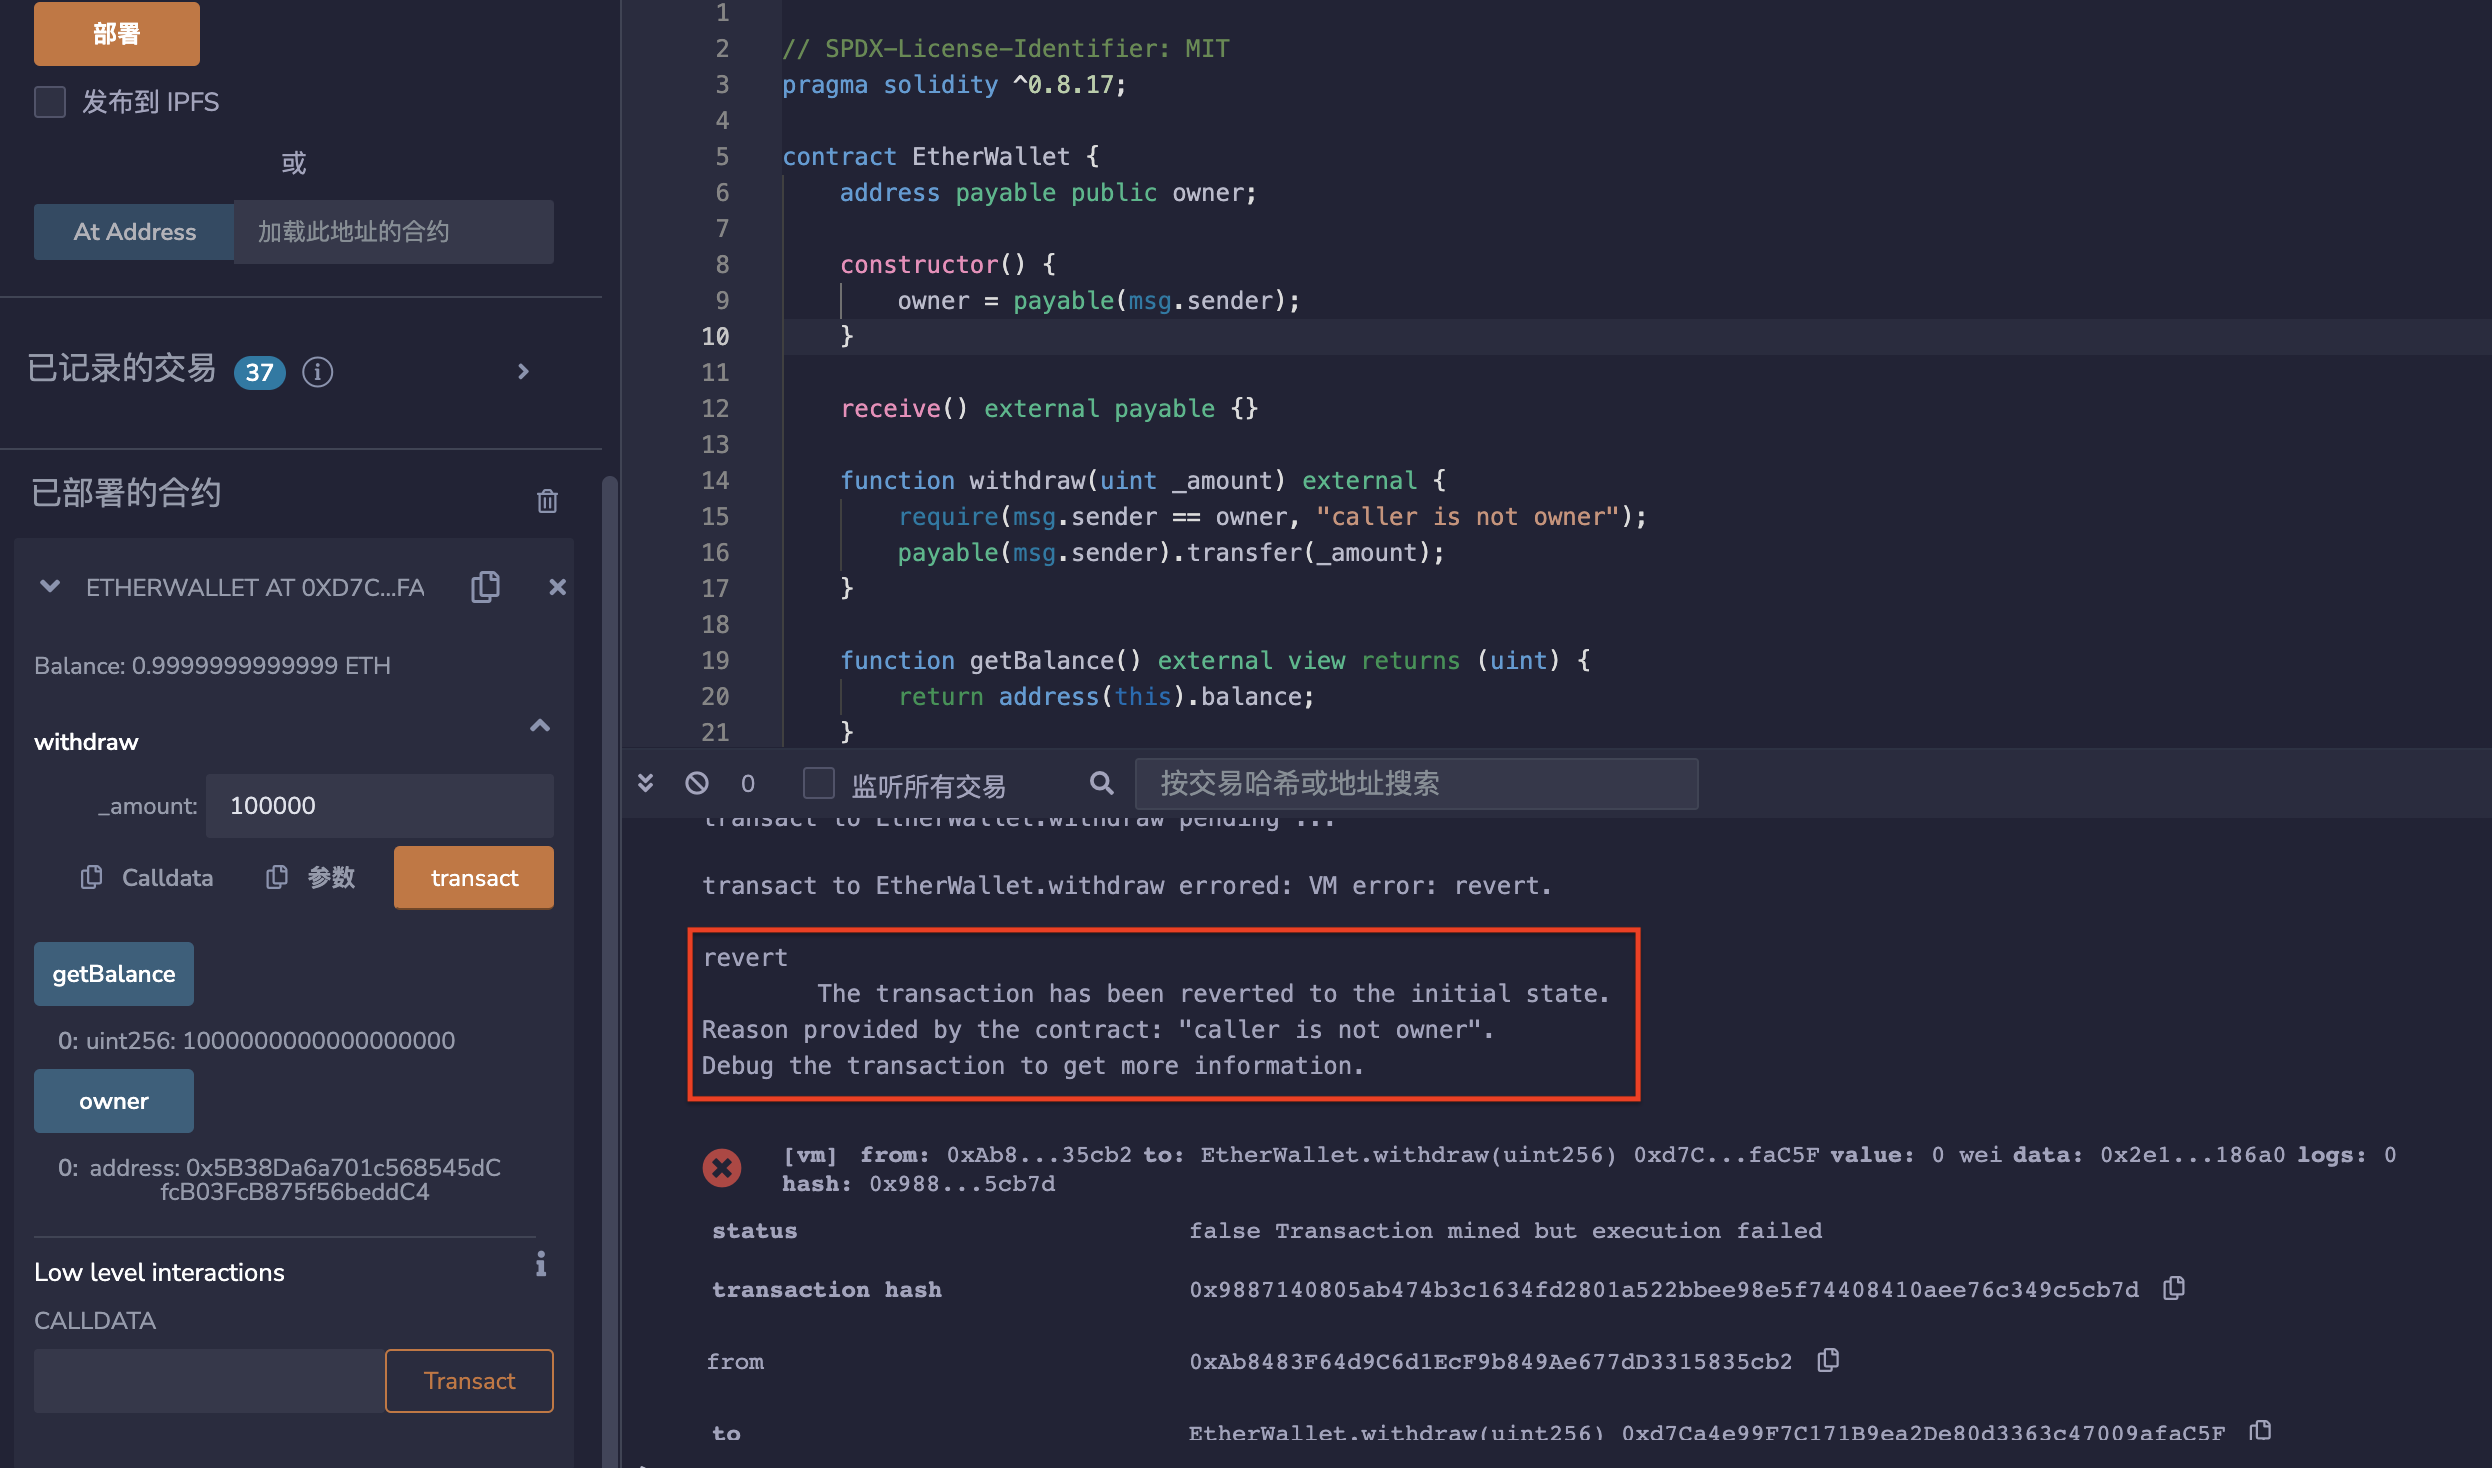 部署
发布到 IPFS
或
At Address 加载此地址的合约
已记录的交易 37
已部署的合约
ETHERWALLET AT 0XD7C...FA
Balance: 0.9999999999999 ETH
withdraw
_amount: 100000
Calldata 参数 transact
getBalance
0: uint256: 1000000000000000000
owner
0: address: 0x5B38Da6a701c568545dC
fcB03FcB875f56beddC4
Low level interactions
CALLDATA
Transact
1
2 // SPDX-License-Identifier: MIT
3 pragma solidity ^0.8.17;
4
5 contract EtherWallet {
6 address payable public owner;
7
8 constructor() {
9 owner = payable(msg.sender);
10 }
11
12 receive() external payable {}
13
14 function withdraw(uint _amount) external {
15 require(msg.sender == owner, "caller is not owner");
16 payable(msg.sender).transfer(_amount);
17 }
18
19 function getBalance() external view returns (uint) {
20 return address(this).balance;
21 }
0 监听所有交易 按交易哈希或地址搜索
transact to EtherWallet.withdraw pending ...
transact to EtherWallet.withdraw errored: VM error: revert.
revert
The transaction has been reverted to the initial state.
Reason provided by the contract: "caller is not owner".
Debug the transaction to get more information.
[vm] from: 0xAb8...35cb2 to: EtherWallet.withdraw(uint256) 0xd7C...faC5F value: 0 wei data: 0x2e1...186a0 logs: 0
hash: 0x988...5cb7d
status false Transaction mined but execution failed
transaction hash 0x9887140805ab474b3c1634fd2801a522bbee98e5f74408410aee76c349c5cb7d
from 0xAb8483F64d9C6d1EcF9b849Ae677dD3315835cb2
to EtherWallet.withdraw(uint256) 0xd7Ca4e99F7C171B9ea2De80d3363c47009afaC5F